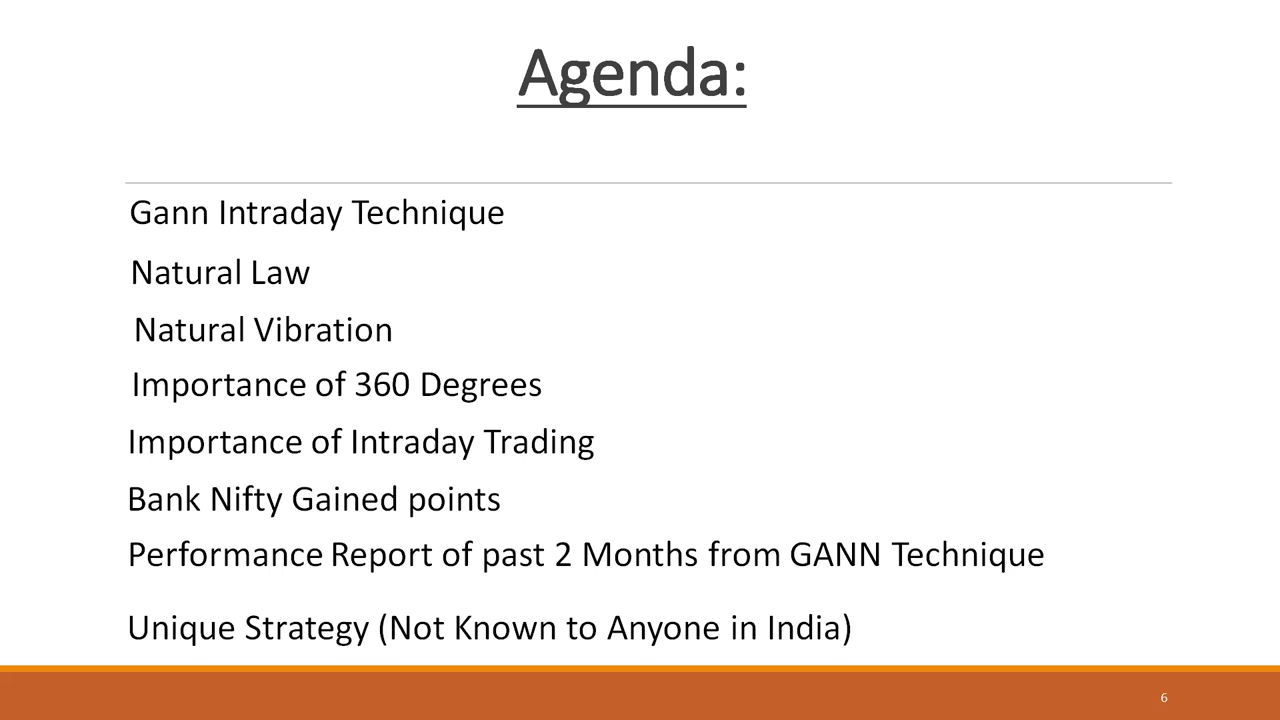 Agenda:
Gann Intraday Technique
Natural Law
Natural Vibration
Importance of 360 Degrees
Importance of Intraday Trading
Bank Nifty Gained points
Performance Report of past 2 Months from GANN Technique
Unique Strategy (Not Known to Anyone in India)
6